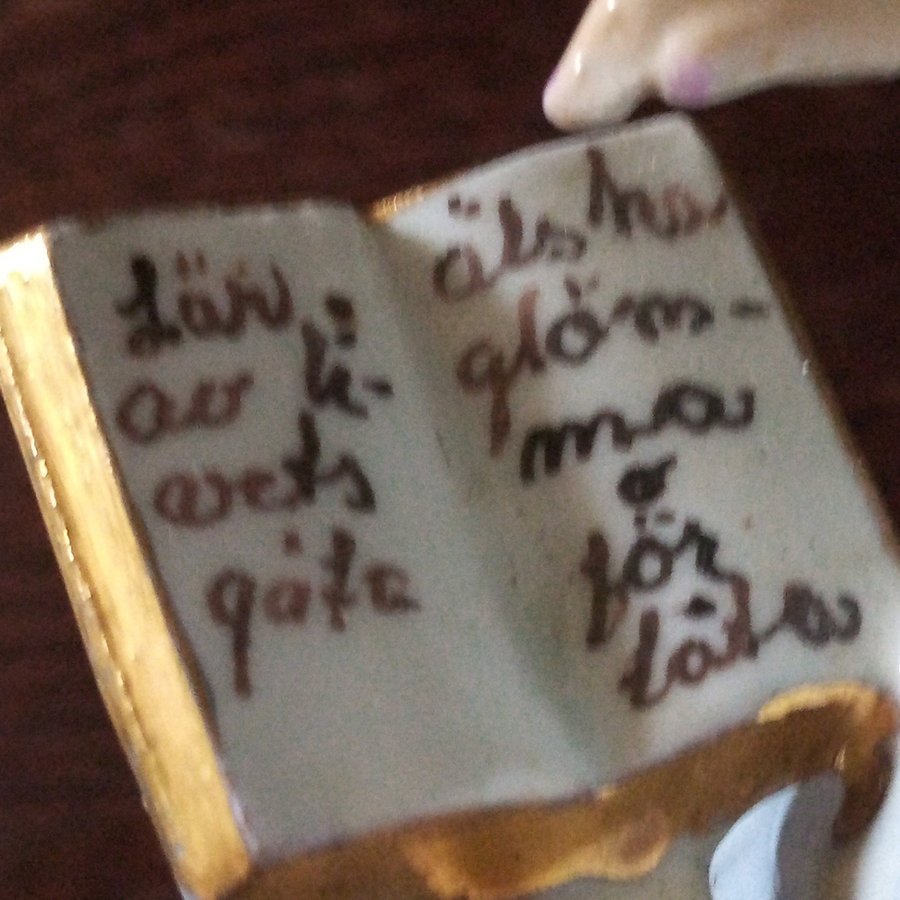 Lär
av li-
vets
gåta
älska
glöm-
ma
o
för
låta